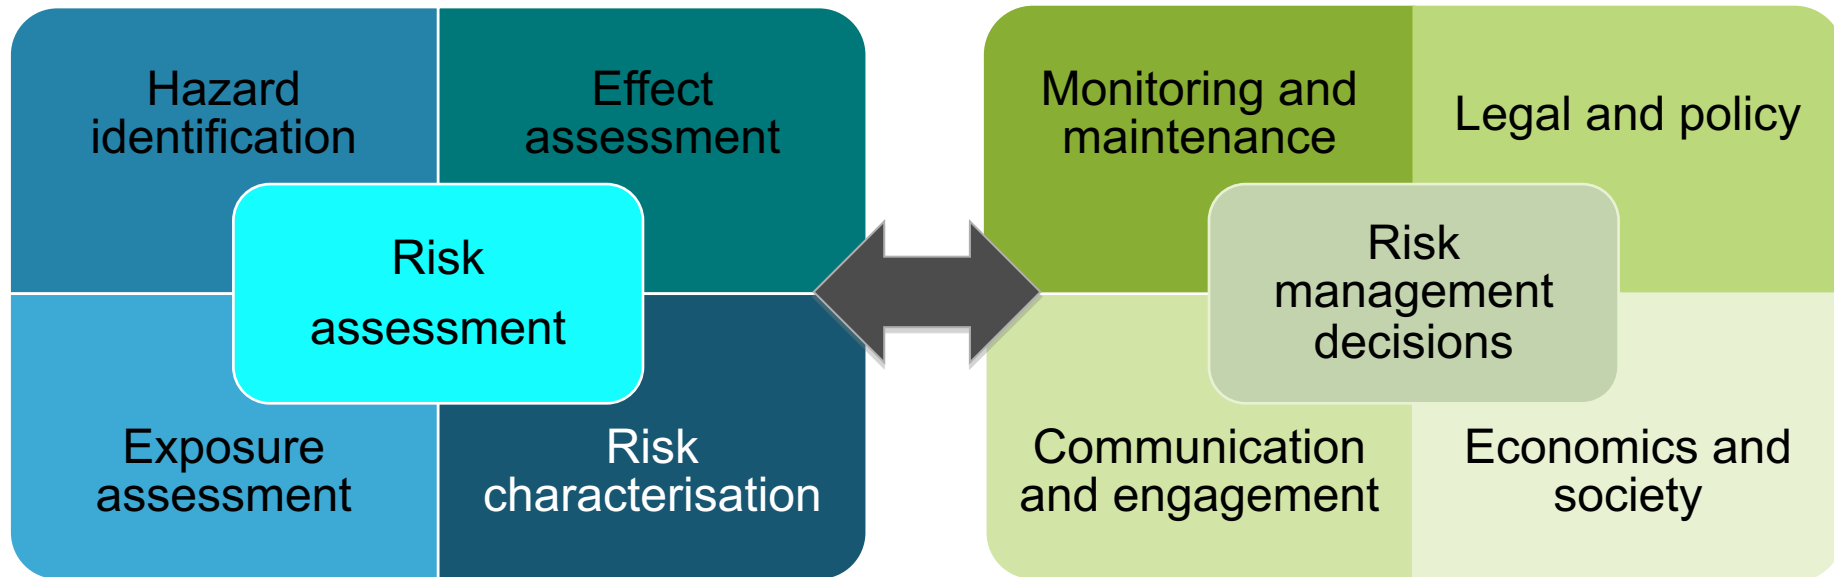 Hazard
identification
Effect
assessment
Risk
assessment
Exposure
assessment
Risk
characterisation
Monitoring and
maintenance
Legal and policy
Risk
management
decisions
Communication
and engagement
Economics and
society